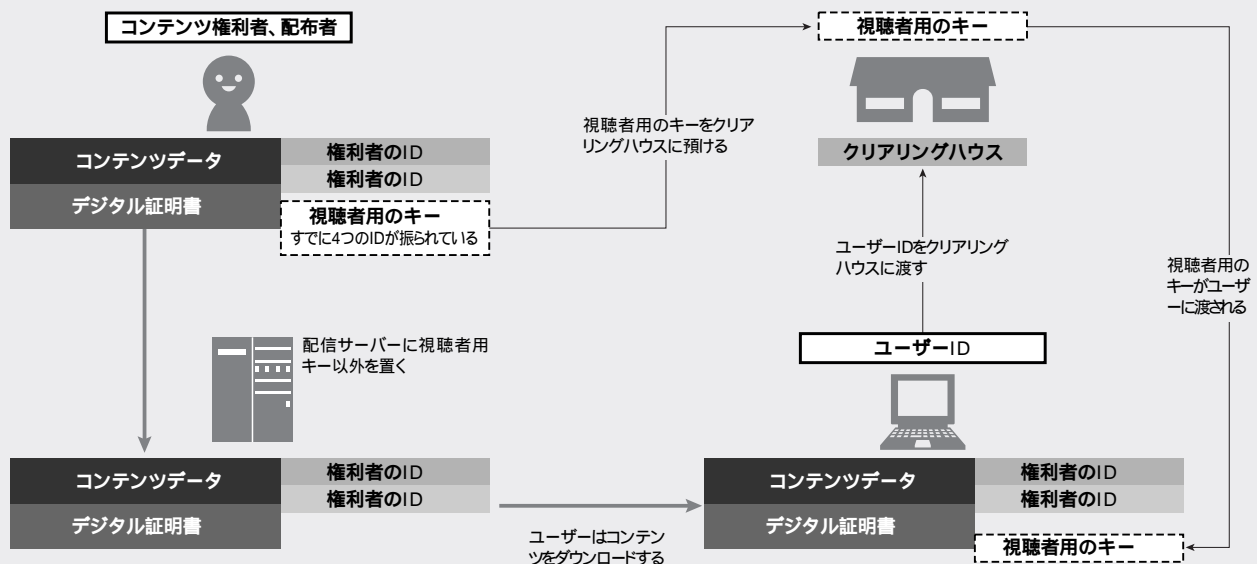 コンテンツ権利者、配布者
コンテンツデータ
デジタル証明書
権利者のID
権利者のID
視聴者用のキー
すでに4つのIDが振られている
視聴者用のキーをクリア
リングハウスに預ける
視聴者用のキー
クリアリングハウス
ユーザーIDをクリアリング
ハウスに渡す
視聴者用の
キーがユーザ
ーに渡される
配信サーバーに視聴者用
キー以外を置く
ユーザーID
コンテンツデータ
デジタル証明書
権利者のID
権利者のID
ユーザーはコンテン
ツをダウンロードする
コンテンツデータ
デジタル証明書
権利者のID
権利者のID
視聴者用のキー